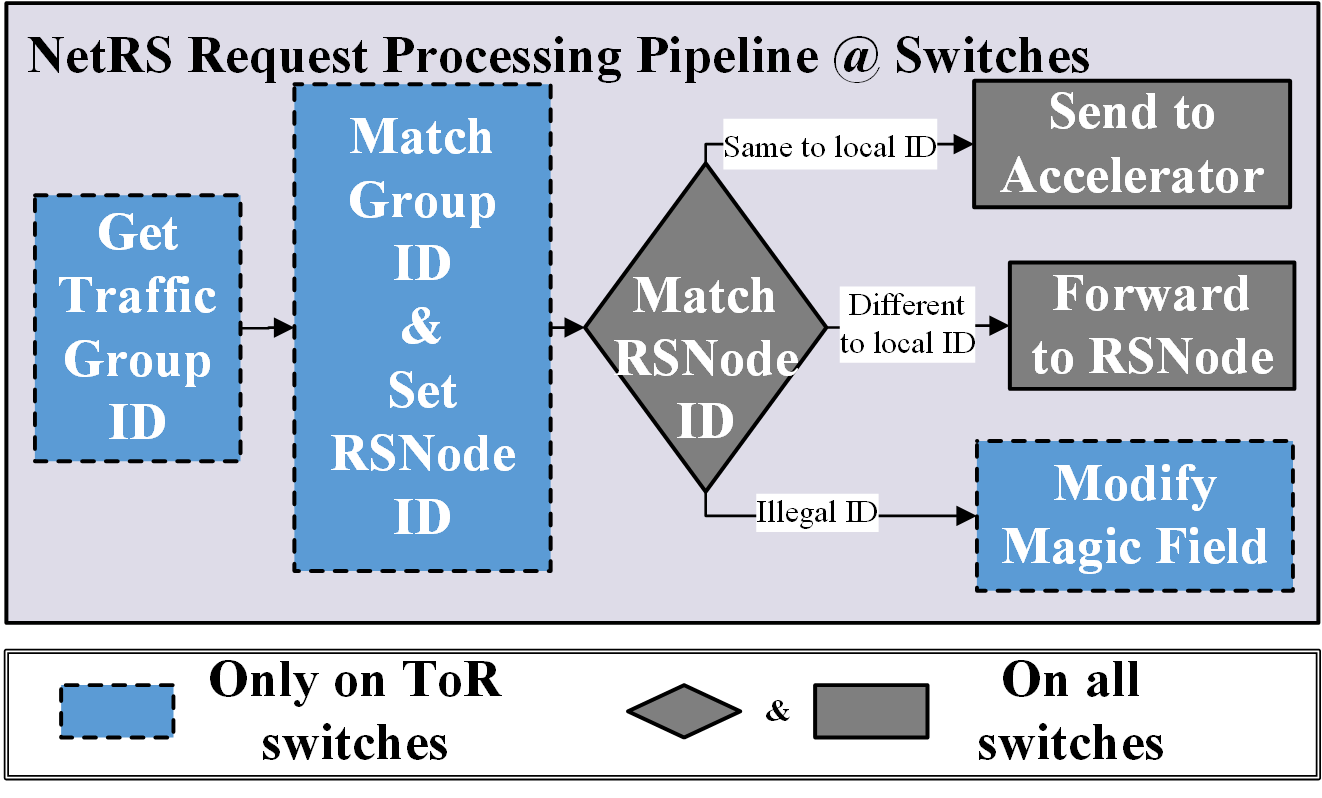 NetRS Request Processing Pipeline @ Switches
Get
Traffic
Group
ID
Match
Group
ID
&
Set
RSNode
ID
Match
RSNode
ID
Same to local ID
Send to
Accelerator
Different
to local ID
Forward
to RSNode
Illegal ID
Modify
Magic Field
Only on ToR
switches
&
On all
switches